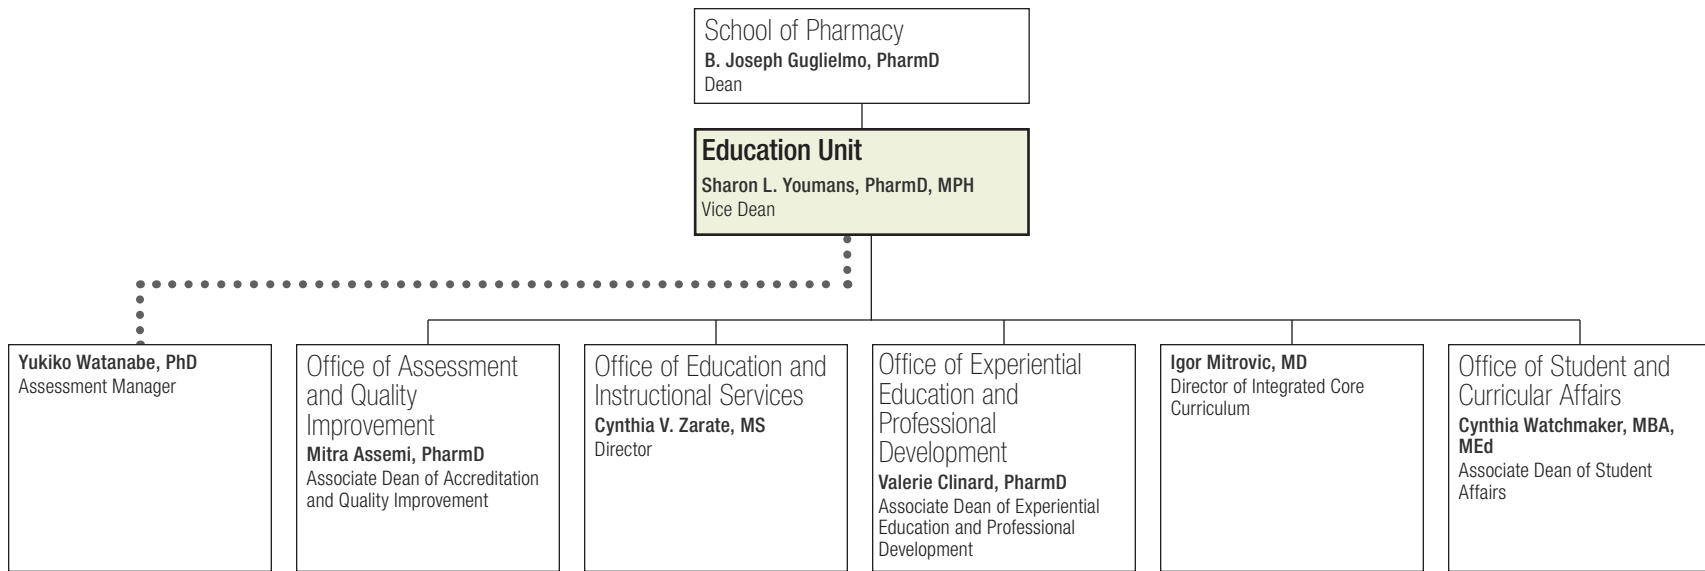 School of Pharmacy
B. Joseph Guglielmo, PharmD
Dean
Education Unit
Sharon L. Youmans, PharmD, MPH
Vice Dean
Yukiko Watanabe, PhD
Assessment Manager
Office of Assessment
and Quality
Improvement
Mitra Assemi, PharmD
Associate Dean of Accreditation
and Quality Improvement
Office of Education and
Instructional Services
Cynthia V. Zarate, MS
Director
Office of Experiential
Education and
Professional
Development
Valerie Clinard, PharmD
Associate Dean of Experiential
Education and Professional
Development
Igor Mitrovic, MD
Director of Integrated Core
Curriculum
Office of Student and
Curricular Affairs
Cynthia Watchmaker, MBA,
MEd
Associate Dean of Student
Affairs